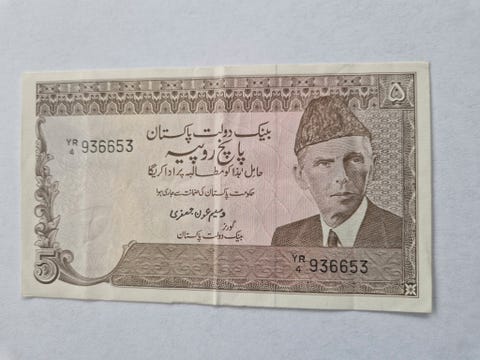 ۵
بینک دولت پاکستان
YR
4 936653
پانچ روپیہ
حامل ہٰذا کو مطالبہ پر ادا کریگا
حکومت پاکستان کی ضمانت سے جاری ہوا
وسیم عون جعفری
گورنر
بینک دولت پاکستان
YR
4 936653
5